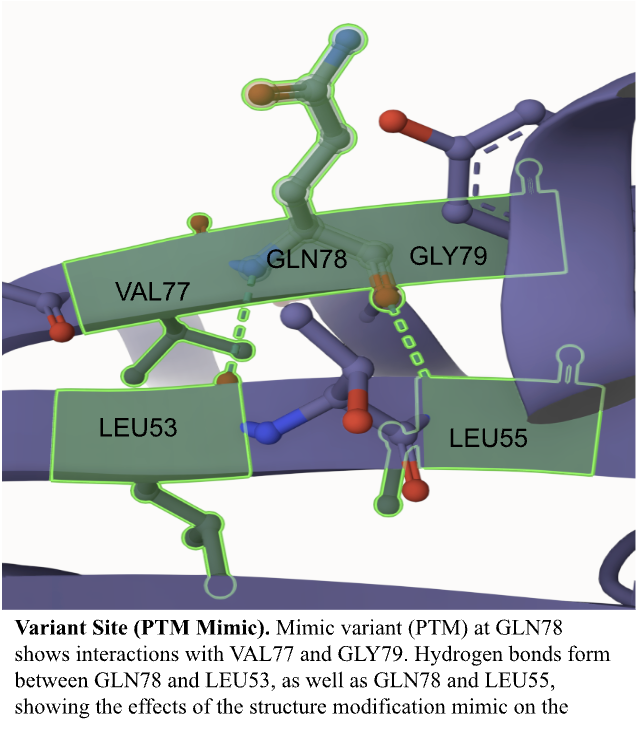 GLN78
GLY79
VAL77
LEU53
LEU55
Variant Site (PTM Mimic). Mimic variant (PTM) at GLN78
shows interactions with VAL77 and GLY79. Hydrogen bonds form
between GLN78 and LEU53, as well as GLN78 and LEU55,
showing the effects of the structure modification mimic on the